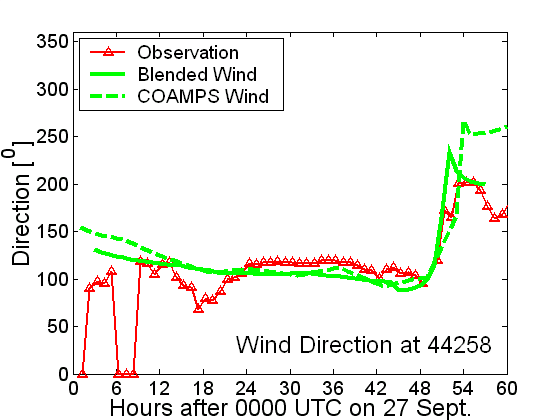 350
300
250
200
150
100
50
0
Direction [⁰]
Observation
Blended Wind
COAMPS Wind
Wind Direction at 44258
0 6 12 18 24 30 36 42 48 54 60
Hours after 0000 UTC on 27 Sept.